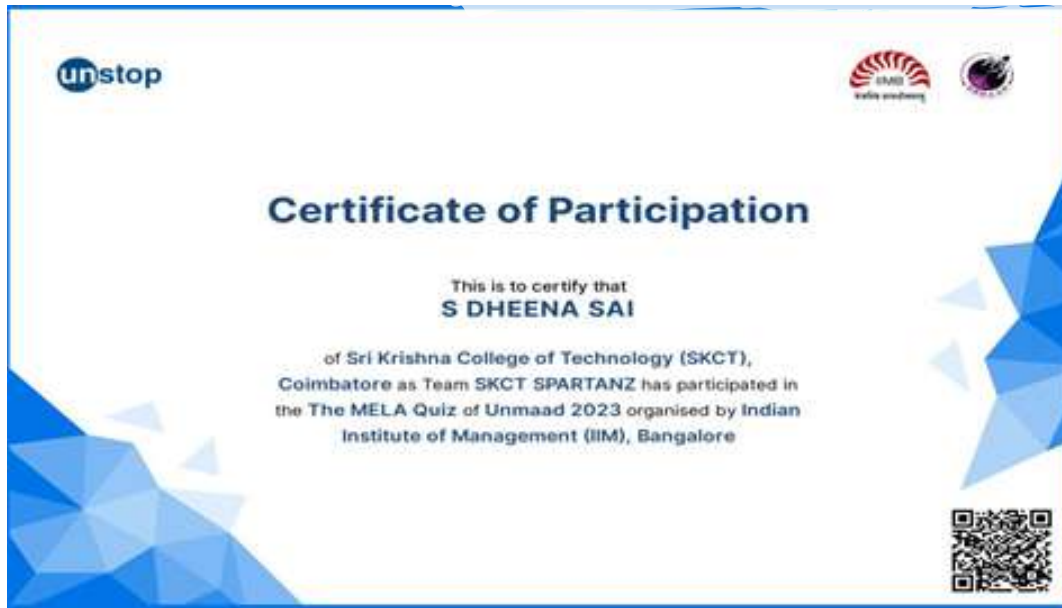 unstop
IIMB
Certificate of Participation
This is to certify that
S DHEENA SAI
of Sri Krishna College of Technology (SKCT),
Coimbatore as Team SKCT SPARTANZ has participated in
the The MELA Quiz of Unmaad 2023 organised by Indian
Institute of Management (IIM), Bangalore